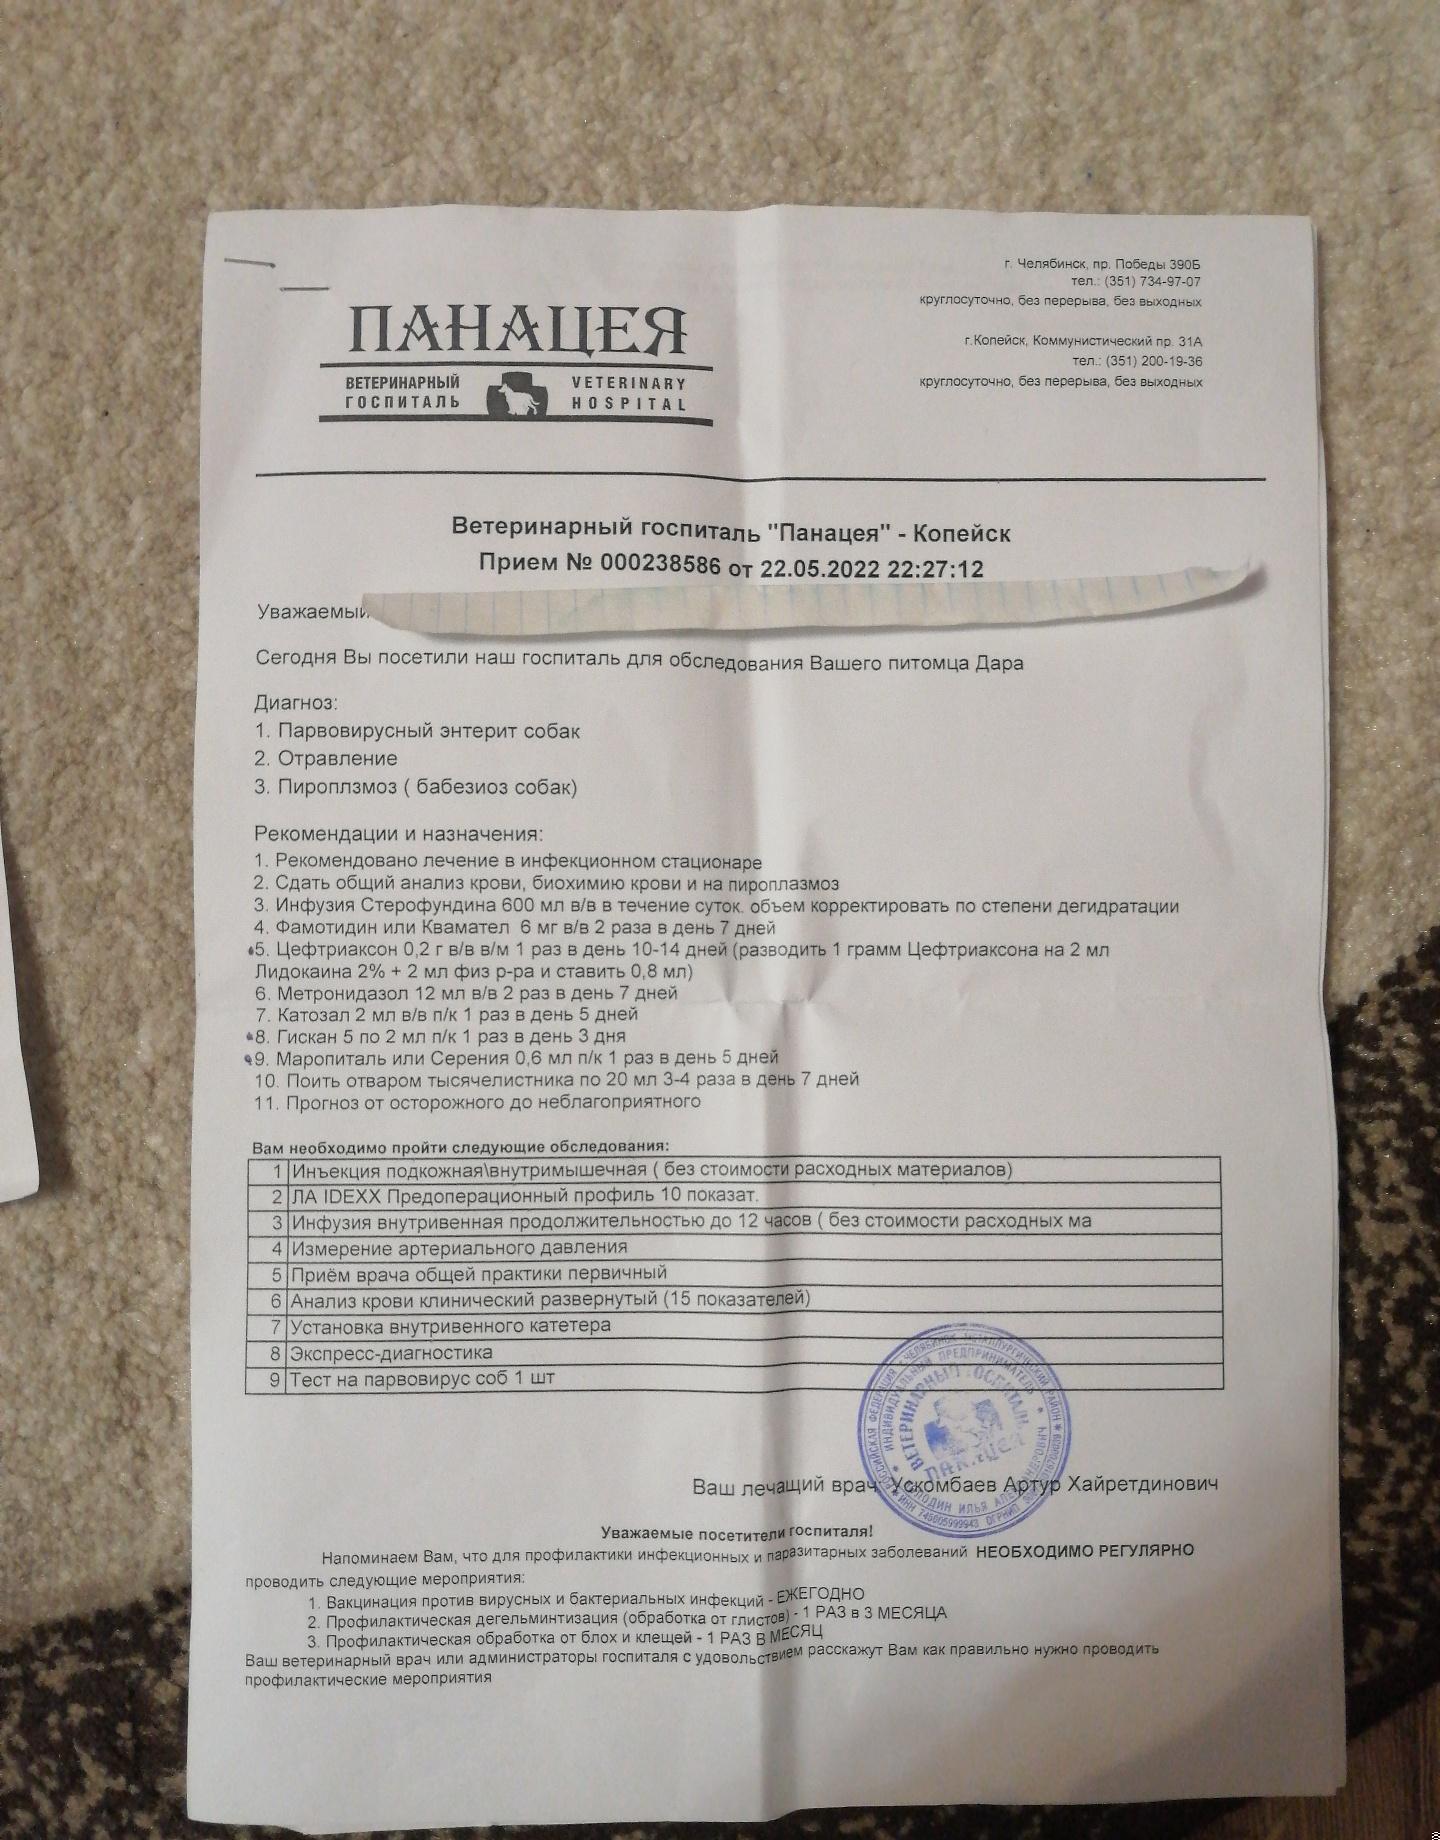 г. Челябинск, пр. Победы 390Б
тел.: (351) 734-97-07
круглосуточно, без перерыва, без выходных
г.Копейск, Коммунистический пр. 31А
тел.: (351) 200-19-36
круглосуточно, без перерыва, без выходных
ПАНАЦЕЯ
ВЕТЕРИНАРНЫЙ ГОСПИТАЛЬ
VETERINARY HOSPITAL
Ветеринарный госпиталь "Панацея" - Копейск
Прием № 000238586 от 22.05.2022 22:27:12
Уважаемый
Сегодня Вы посетили наш госпиталь для обследования Вашего питомца Дара
Диагноз:
1. Парвовирусный энтерит собак
2. Отравление
3. Пироплзмоз ( бабезиоз собак)
Рекомендации и назначения:
1. Рекомендовано лечение в инфекционном стационаре
2. Сдать общий анализ крови, биохимию крови и на пироплазмоз
3. Инфузия Стерофундина 600 мл в/в в течение суток. объем корректировать по степени дегидратации
4. Фамотидин или Квамател 6 мг в/в 2 раза в день 7 дней
5. Цефтриаксон 0,2 г в/в в/м 1 раз в день 10-14 дней (разводить 1 грамм Цефтриаксона на 2 мл
Лидокаина 2% + 2 мл физ р-ра и ставить 0,8 мл)
6. Метронидазол 12 мл в/в 2 раз в день 7 дней
7. Катозал 2 мл в/в п/к 1 раз в день 5 дней
8. Гискан 5 по 2 мл п/к 1 раз в день 3 дня
9. Маропиталь или Серения 0,6 мл п/к 1 раз в день 5 дней
10. Поить отваром тысячелистника по 20 мл 3-4 раза в день 7 дней
11. Прогноз от осторожного до неблагоприятного
Вам необходимо пройти следующие обследования:
1 Инъекция подкожная\внутримышечная ( без стоимости расходных материалов)
2 ЛА IDEXX Предоперационный профиль 10 показат.
3 Инфузия внутривенная продолжительностью до 12 часов ( без стоимости расходных ма
4 Измерение артериального давления
5 Приём врача общей практики первичный
6 Анализ крови клинический развернутый (15 показателей)
7 Установка внутривенного катетера
8 Экспресс-диагностика
9 Тест на парвовирус соб 1 шт
РОССИЙСКАЯ ФЕДЕРАЦИЯ Г. ЧЕЛЯБИНСК МЕТАЛЛУРГИЧЕСКИЙ РАЙОН
ИНДИВИДУАЛЬНЫЙ ПРЕДПРИНИМАТЕЛЬ
ВЕТЕРИНАРНЫЙ ГОСПИТАЛЬ
ПАНАЦЕЯ
ИЛЬЯ АЛЕКСАНДРОВИЧ
ИНН 745005999943 ОГРНИП
Ваш лечащий врач: Ускомбаев Артур Хайретдинович
Уважаемые посетители госпиталя!
Напоминаем Вам, что для профилактики инфекционных и паразитарных заболеваний НЕОБХОДИМО РЕГУЛЯРНО
проводить следующие мероприятия:
1. Вакцинация против вирусных и бактериальных инфекций - ЕЖЕГОДНО
2. Профилактическая дегельминтизация (обработка от глистов) - 1 РАЗ в 3 МЕСЯЦА
3. Профилактическая обработка от блох и клещей - 1 РАЗ В МЕСЯЦ
Ваш ветеринарный врач или администраторы госпиталя с удовольствием расскажут Вам как правильно нужно проводить
профилактические мероприятия